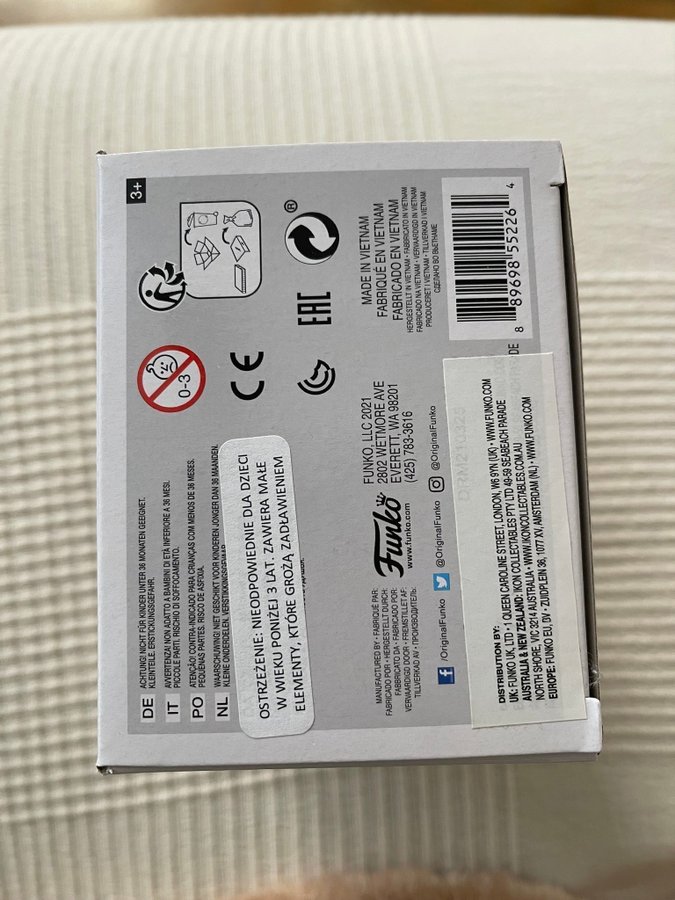 3+
DE ACHTUNG! NICHT FÜR KINDER UNTER 36 MONATEN GEEIGNET.
KLEINTEILE. ERSTICKUNGSGEFAHR.
IT AVVERTENZA! NON ADATTO A BAMBINI DI ETÀ INFERIORE A 36 MESI.
PICCOLE PARTI. RISCHIO DI SOFFOCAMENTO.
PO ATENÇÃO! CONTRA-INDICADO PARA CRIANÇAS COM MENOS DE 36 MESES.
PEQUENAS PARTES. RISCO DE ASFIXIA.
NL WAARSCHUWING! NIET GESCHIKT VOOR KINDEREN JONGER DAN 36 MAANDEN.
KLEINE ONDERDELEN.
OSTRZEŻENIE: NIEODPOWIEDNIE DLA DZIECI
W WIEKU PONIŻEJ 3 LAT. ZAWIERA MAŁE
ELEMENTY, KTÓRE GROŻĄ ZADŁAWIENIEM
0-3
CE
EAC
®
MANUFACTURED BY • FABRIQUÉ PAR:
FABRICADO POR • HERGESTELLT DURCH:
FABBRICATO DA • FABRICADO POR:
VERVAARDIGD DOOR • FREMSTILLET AF:
TILLVERKAD AV • ПРОИЗВОДИТЕЛЬ:
Funko
www.funko.com
FUNKO, LLC 2021
2802 WETMORE AVE
EVERETT, WA 98201
(425) 783-3616
/OriginalFunko @OriginalFunko @OriginalFunko
MADE IN VIETNAM
FABRIQUÉ EN VIETNAM
FABRICADO EN VIETNAM
HERGESTELLT IN VIETNAM • FABBRICATO IN VIETNAM
FABRICADO NA VIETNAM • VERVAARDIGD IN VIETNAM
PRODUCERET I VIETNAM • TILLVERKAD I VIETNAM
СДЕЛАНО ВО ВЬЕТНАМЕ
8 89698 55226 4
DISTRIBUTION BY:
UK: FUNKO UK, LTD • 1 QUEEN CAROLINE STREET, LONDON, W6 9YN (UK) • WWW.FUNKO.COM
AUSTRALIA & NEW ZEALAND: IKON COLLECTABLES PTY LTD 49-59 SEABEACH PARADE
NORTH SHORE, VIC 3214 AUSTRALIA • WWW.IKONCOLLECTABLES.COM.AU
EUROPE: FUNKO EU, BV • ZUIDPLEIN 36, 1077 XV, AMSTERDAM (NL) • WWW.FUNKO.COM
DE